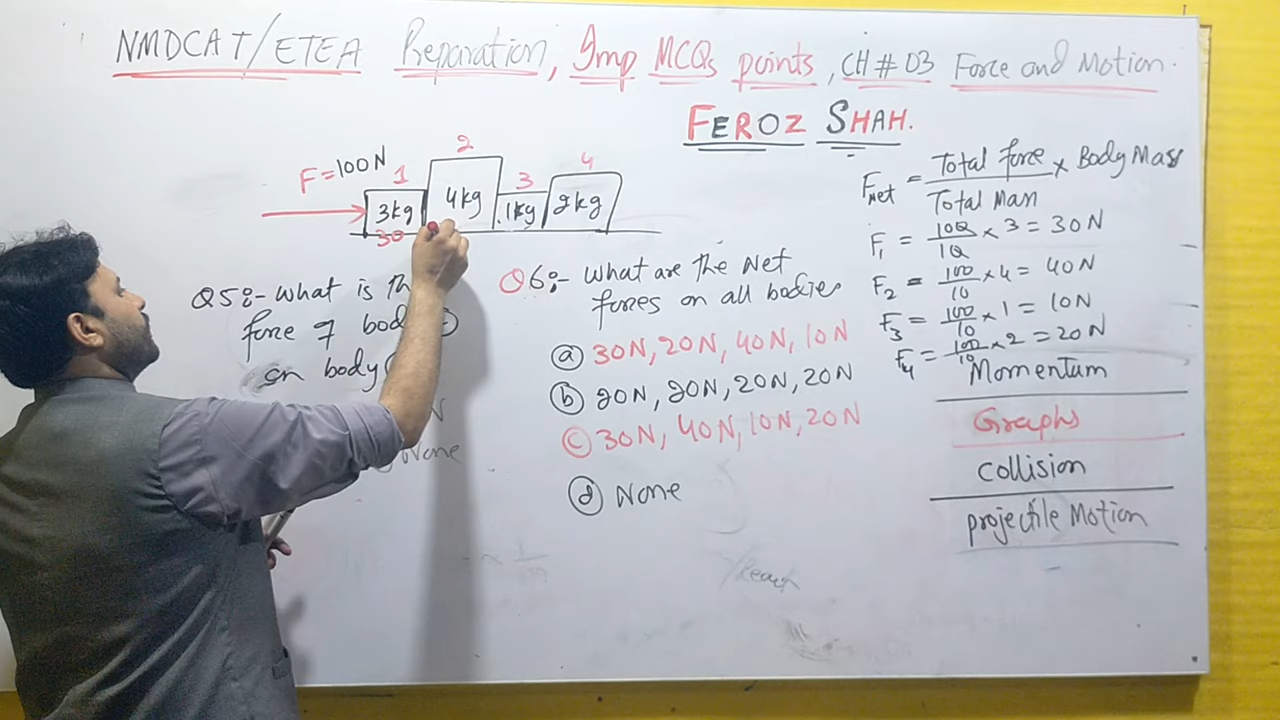 NMDCAT/ETEA Preparation, Imp MCQs points, CH # 03 Force and Motion.
FEROZ SHAH.
F=100N
1 2 3 4
3kg 4kg 1kg 2kg
30
Q5:- What is th
force of bod
on body
N
None
Q6:- What are the Net
forces on all bodies
(a) 30N, 20N, 40N, 10N
(b) 20N, 20N, 20N, 20N
(c) 30N, 40N, 10N, 20N
(d) None
Fnet = Total force / Total Mass × Body Mass
F1 = 100/10 × 3 = 30N
F2 = 100/10 × 4 = 40N
F3 = 100/10 × 1 = 10N
F4 = 100/10 × 2 = 20N
Momentum
Graphs
Collision
projectile Motion